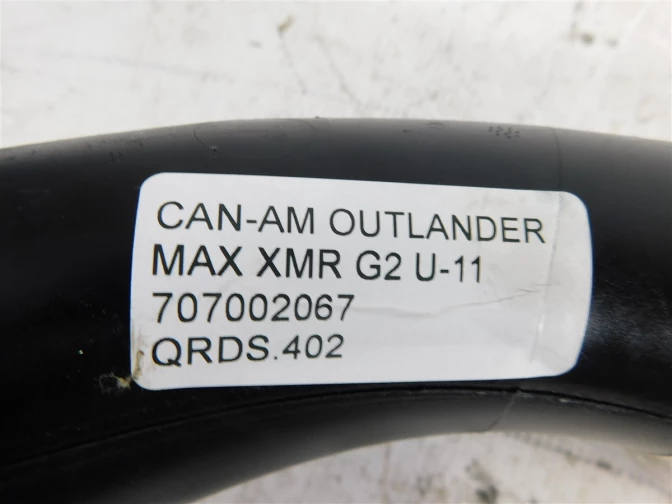 CAN-AM OUTLANDER
MAX XMR G2 U-11
707002067
QRDS.402